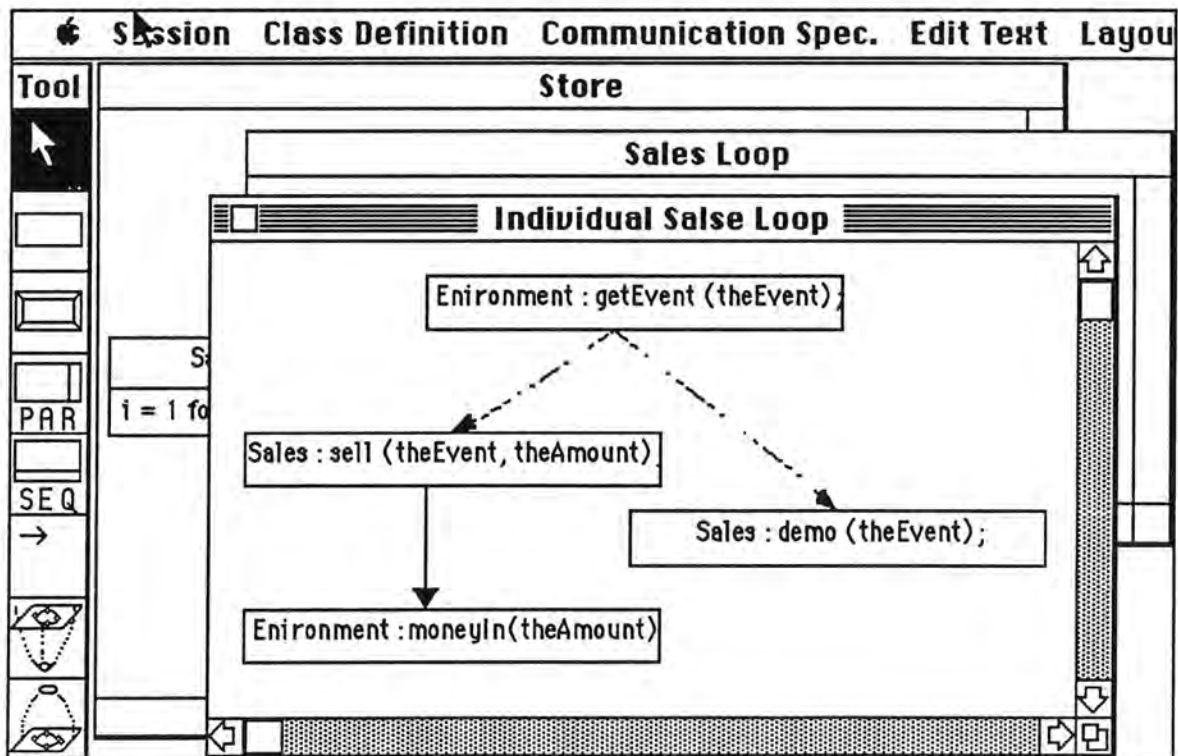 Session Class Definition Communication Spec. Edit Text Layou
Tool
Store
Sales Loop
Individual Salse Loop
Enironment : getEvent (theEvent);
i = 1 fo
PAR
Sales : sell (theEvent, theAmount)
SEQ
Sales : demo (theEvent);
Enironment :moneyIn(theAmount)